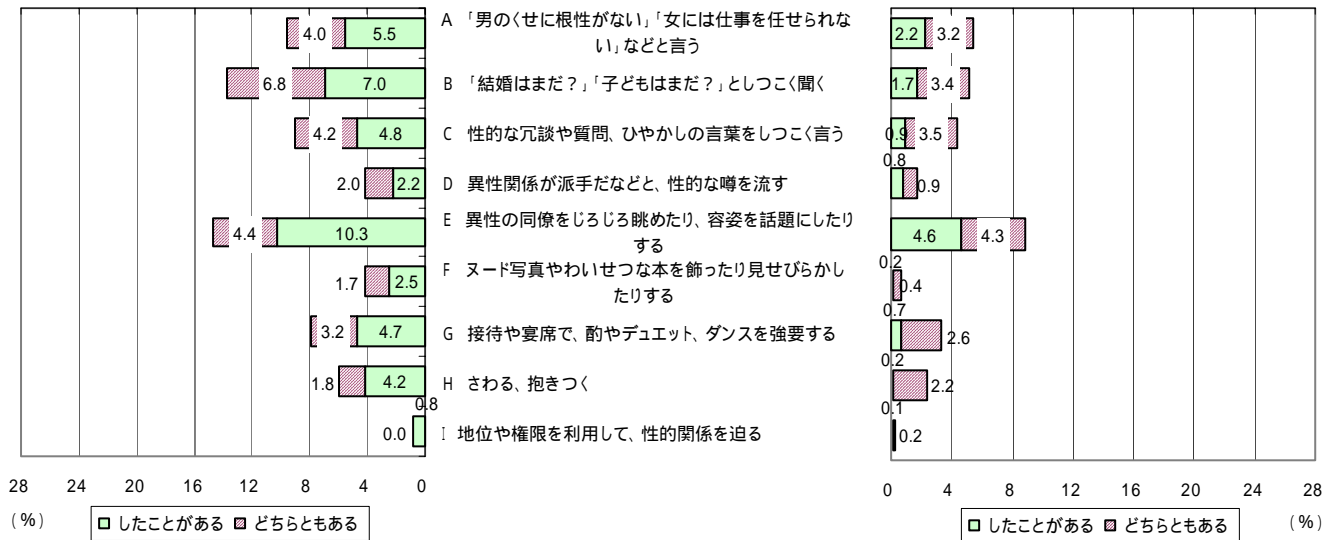 A 「男のくせに根性がない」「女には仕事を任せられな
い」などと言う
4.0 5.5 2.2 3.2
B 「結婚はまだ？」「子どもはまだ？」としつこく聞く
6.8 7.0 1.7 3.4
C 性的な冗談や質問、ひやかしの言葉をしつこく言う
4.2 4.8 0.9 3.5
D 異性関係が派手だなどと、性的な噂を流す
2.0 2.2 0.8 0.9
E 異性の同僚をじろじろ眺めたり、容姿を話題にしたり
する
4.4 10.3 4.6 4.3
F ヌード写真やわいせつな本を飾ったり見せびらかし
たりする
1.7 2.5 0.2 0.4
G 接待や宴席で、酌やデュエット、ダンスを強要する
3.2 4.7 0.7 2.6
H さわる、抱きつく
1.8 4.2 0.2 2.2
I 地位や権限を利用して、性的関係を迫る
0.0 0.8 0.1 0.2
28 24 20 16 12 8 4 0
0 4 8 12 16 20 24 28
(%) したことがある どちらともある
したことがある どちらともある (%)